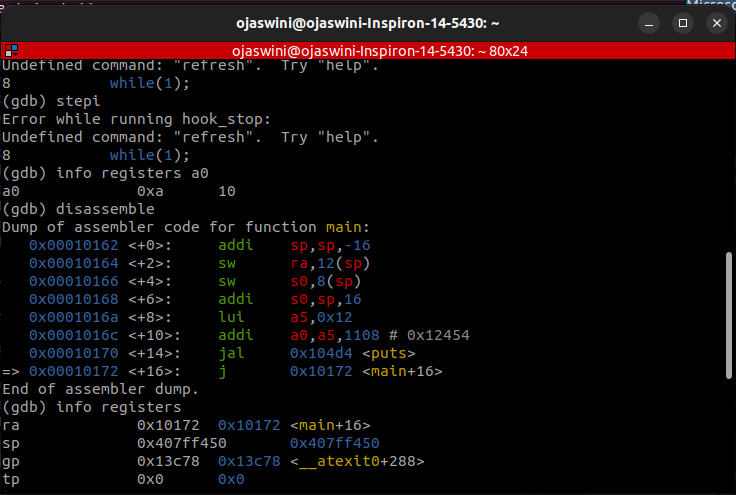 Microso
ojaswini@ojaswini-Inspiron-14-5430: ~
ojaswini@ojaswini-Inspiron-14-5430: ~ 80x24
Undefined command: "refresh".  Try "help".
8           while(1);
(gdb) stepi
Error while running hook_stop:
Undefined command: "refresh".  Try "help".
8           while(1);
(gdb) info registers a0
a0             0xa      10
(gdb) disassemble
Dump of assembler code for function main:
   0x00010162 <+0>:     addi    sp,sp,-16
   0x00010164 <+2>:     sw      ra,12(sp)
   0x00010166 <+4>:     sw      s0,8(sp)
   0x00010168 <+6>:     addi    s0,sp,16
   0x0001016a <+8>:     lui     a5,0x12
   0x0001016c <+10>:    addi    a0,a5,1108 # 0x12454
   0x00010170 <+14>:    jal     0x104d4 <puts>
=> 0x00010172 <+16>:    j       0x10172 <main+16>
End of assembler dump.
(gdb) info registers
ra             0x10172  0x10172 <main+16>
sp             0x407ff450       0x407ff450
gp             0x13c78  0x13c78 <__atexit0+288>
tp             0x0      0x0